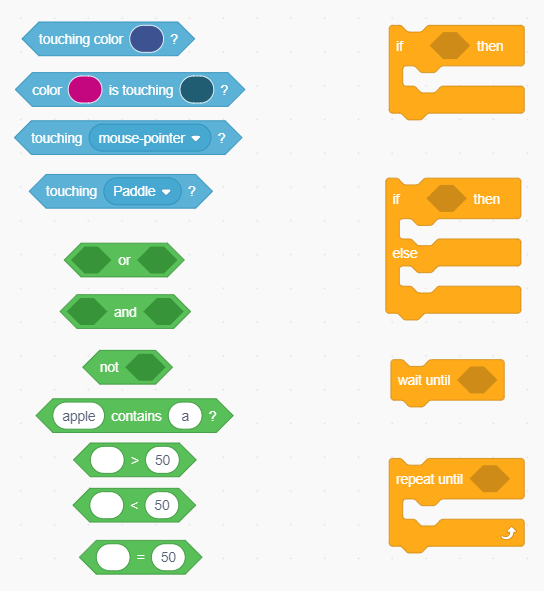 touching color ?
color is touching ?
touching mouse-pointer ?
touching Paddle ?
or
and
not
apple contains a ?
> 50
< 50
= 50
if then
if then
else
wait until
repeat until